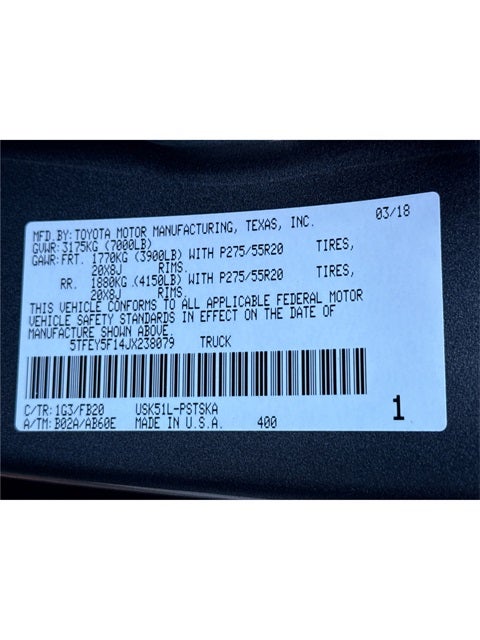 MFD.BY:TOYOTA MOTOR MANUFACTURING, TEXAS, INC. 03/18
GVWR:3175KG (7000LB)
GAWR:FRT. 1770KG (3900LB) WITH P275/55R20 TIRES,
20X8J RIMS.
RR. 1880KG (4150LB) WITH P275/55R20 TIRES,
20X8J RIMS.
THIS VEHICLE CONFORMS TO ALL APPLICABLE FEDERAL MOTOR
VEHICLE SAFETY STANDARDS IN EFFECT ON THE DATE OF
MANUFACTURE SHOWN ABOVE.
5TFEY5F14JX238079 TRUCK
C/TR:1G3/FB20 USK51L-PSTSKA
A/TM:B02A/AB60E MADE IN U.S.A. 400 1